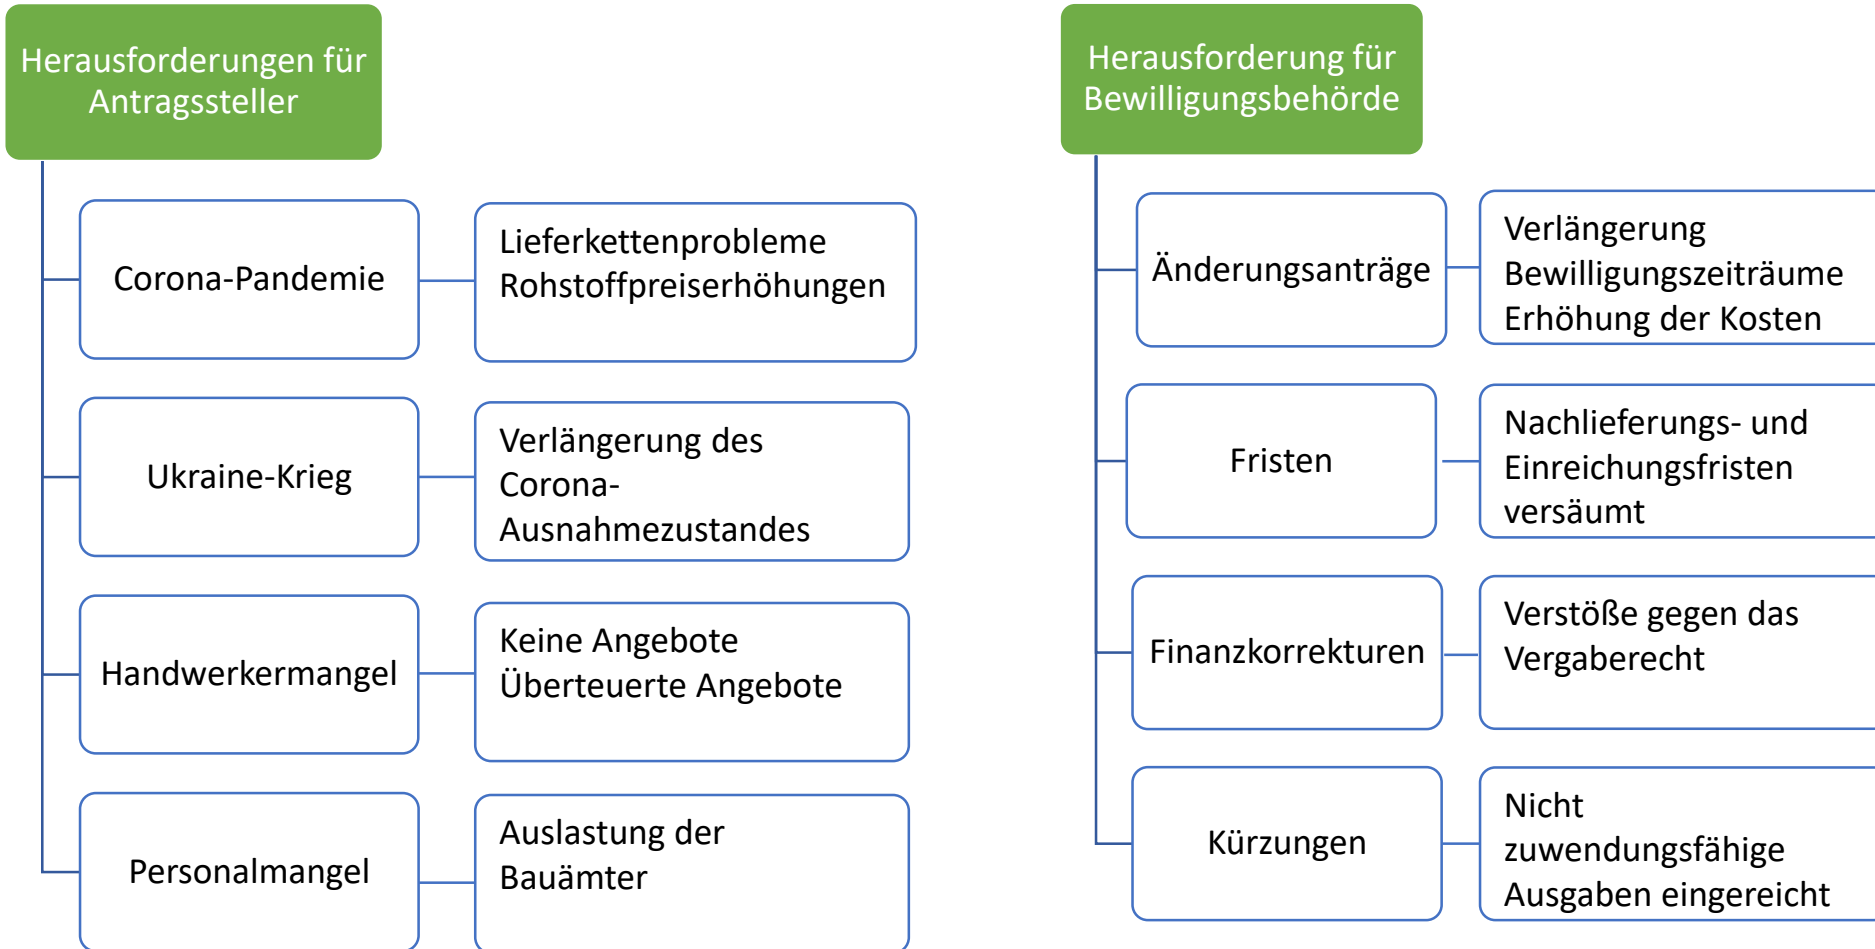 Herausforderungen für
Antragssteller
Corona-Pandemie
Lieferkettenprobleme
Rohstoffpreiserhöhungen
Ukraine-Krieg
Verlängerung des
Corona-
Ausnahmezustandes
Handwerkermangel
Keine Angebote
Überteuerte Angebote
Personalmangel
Auslastung der
Bauämter
Herausforderung für
Bewilligungsbehörde
Änderungsanträge
Verlängerung
Bewilligungszeiträume
Erhöhung der Kosten
Fristen
Nachlieferungs- und
Einreichungsfristen
versäumt
Finanzkorrekturen
Verstöße gegen das
Vergaberecht
Kürzungen
Nicht
zuwendungsfähige
Ausgaben eingereicht